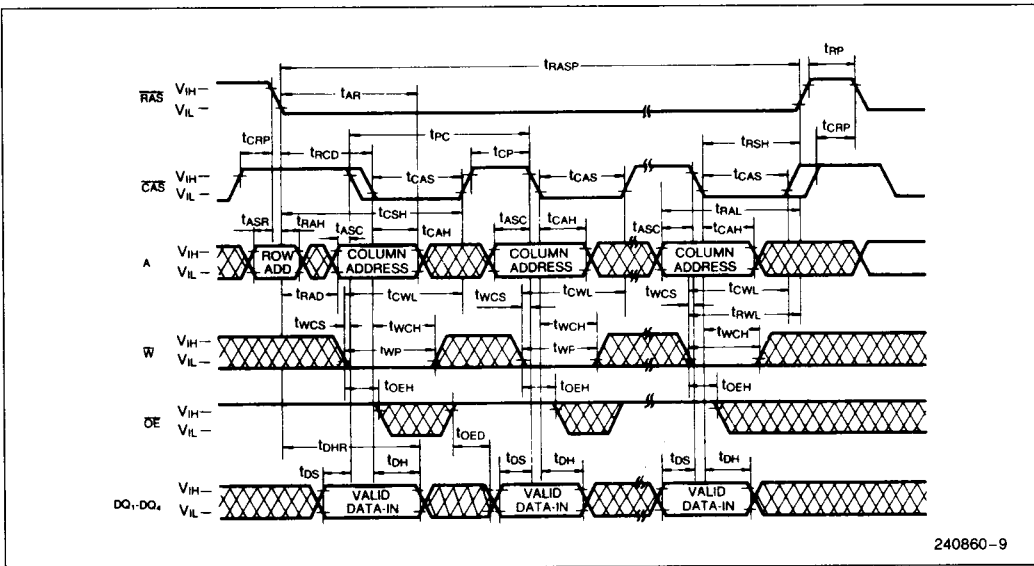 tRP
tRASP
RAS VIH— VIL— tAR
tCRP tRCD tPC tCP tRSH tCRP
CAS VIH— VIL— tCAS tCAS tCAS
tCSH tRAL
tASR tRAH tASC tCAH tASC tCAH tASC tCAH
A VIH— VIL— ROW ADD COLUMN ADDRESS COLUMN ADDRESS COLUMN ADDRESS
tRAD tCWL tWCS tCWL tWCS tCWL
tRWL
tWCS tWCH tWCH tWCH
W VIH— VIL— tWP tWP
tOEH tOEH tOEH
OE VIH— VIL—
tDHR tOED
tDS tDH tDS tDH tDS tDH
DQ1-DQ4 VIH— VIL— VALID DATA-IN VALID DATA-IN VALID DATA-IN
240860-9